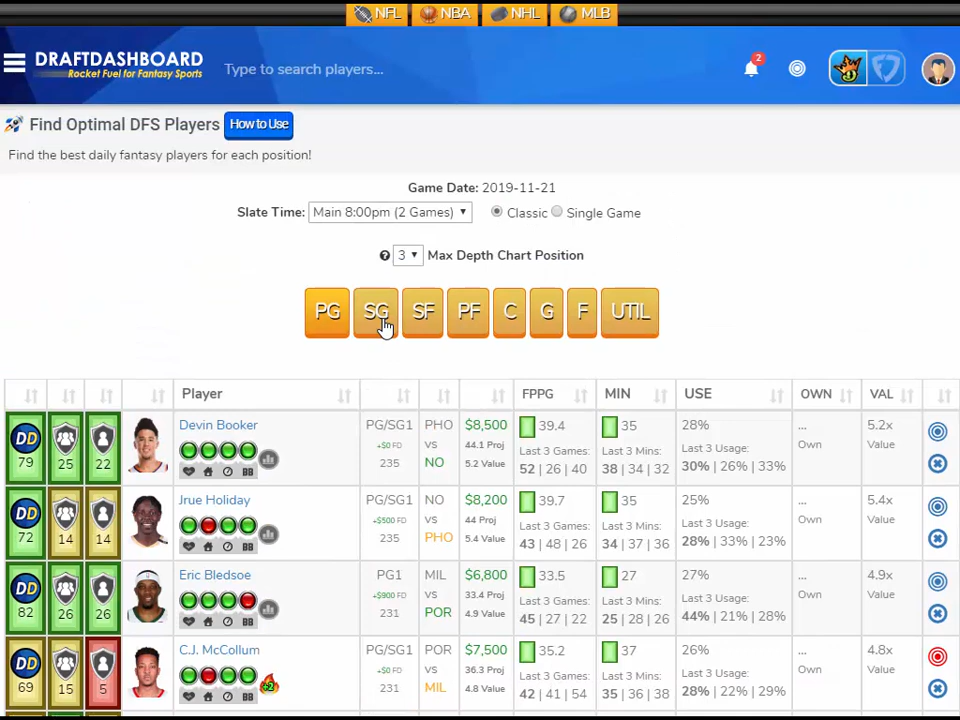 NFL NBA NHL MLB
DRAFTDASHBOARD
Rocket Fuel for Fantasy Sports
Type to search players...
2
Find Optimal DFS Players How to Use
Find the best daily fantasy players for each position!
Game Date: 2019-11-21
Slate Time: Main 8:00pm (2 Games) Classic Single Game
3 Max Depth Chart Position
PG SG SF PF C G F UTIL
Player FPPG MIN USE OWN VAL
DD 79 25 22 Devin Booker BB PG/SG1 +$0 FD 235 PHO VS NO $8,500 44.1 Proj 5.2 Value 39.4 Last 3 Games: 52 | 26 | 40 35 Last 3 Mins: 38 | 34 | 32 28% Last 3 Usage: 30% | 26% | 33% ... Own 5.2x Value
DD 72 14 14 Jrue Holiday BB PG/SG1 +$500 FD 235 NO VS PHO $8,200 44 Proj 5.4 Value 39.7 Last 3 Games: 43 | 48 | 26 35 Last 3 Mins: 34 | 37 | 36 25% Last 3 Usage: 28% | 33% | 23% ... Own 5.4x Value
DD 82 26 26 Eric Bledsoe BB PG1 +$900 FD 231 MIL VS POR $6,800 33.4 Proj 4.9 Value 33.5 Last 3 Games: 45 | 27 | 22 27 Last 3 Mins: 25 | 28 | 26 27% Last 3 Usage: 44% | 21% | 28% ... Own 4.9x Value
DD 69 15 5 C.J. McCollum BB PG/SG1 +$0 FD 231 POR VS MIL $7,500 36.3 Proj 4.8 Value 35.2 Last 3 Games: 42 | 41 | 54 37 Last 3 Mins: 35 | 36 | 38 26% Last 3 Usage: 28% | 22% | 29% ... Own 4.8x Value